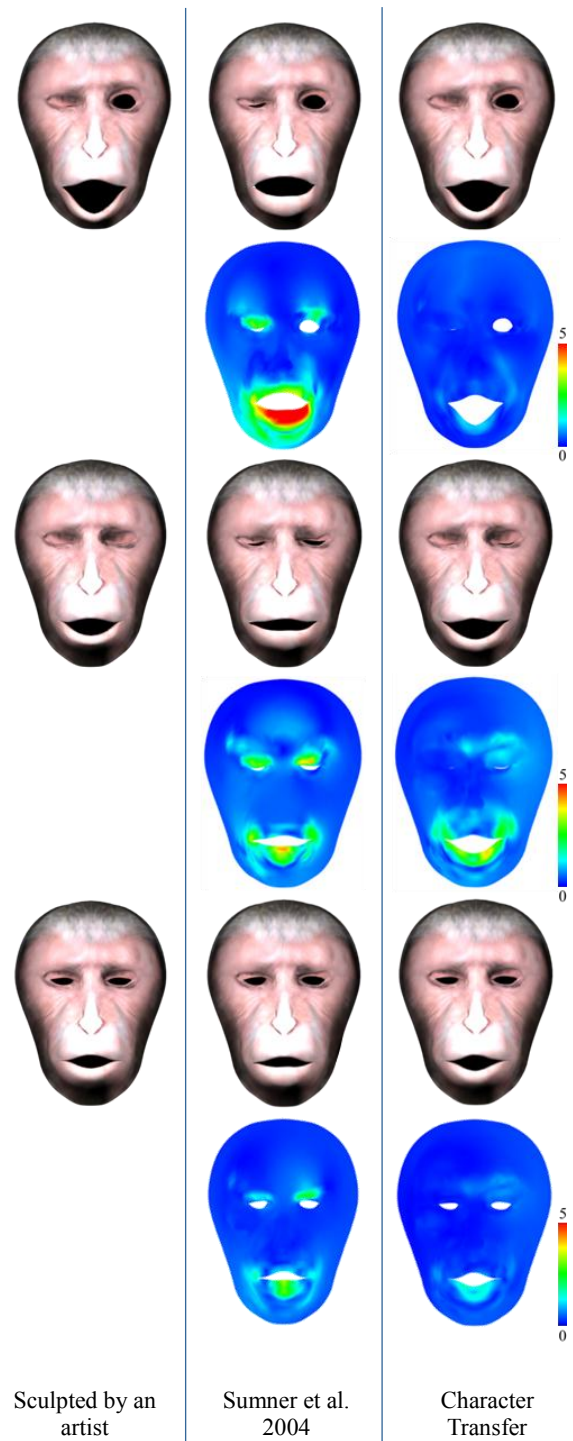 5
0
5
0
5
0
Sculpted by an
artist
Sumner et al.
2004
Character
Transfer